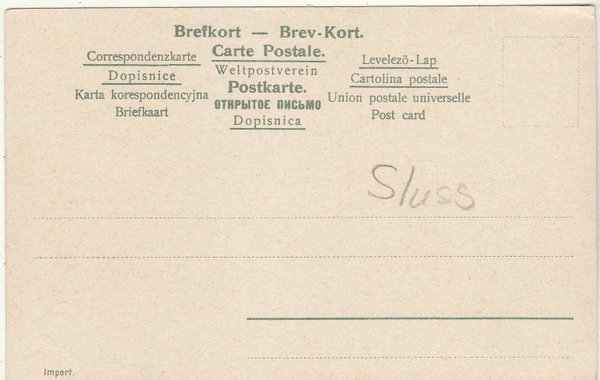 Brefkort — Brev-Kort.
Correspondenzkarte
Dopisnice
Karta korespondencyjna
Briefkaart
Carte Postale.
Weltpostverein
Postkarte.
ОТКРЫТОЕ ПИСЬМО
Dopisnica
Levelezö-Lap
Cartolina postale
Union postale universelle
Post card
Sluss
Import.